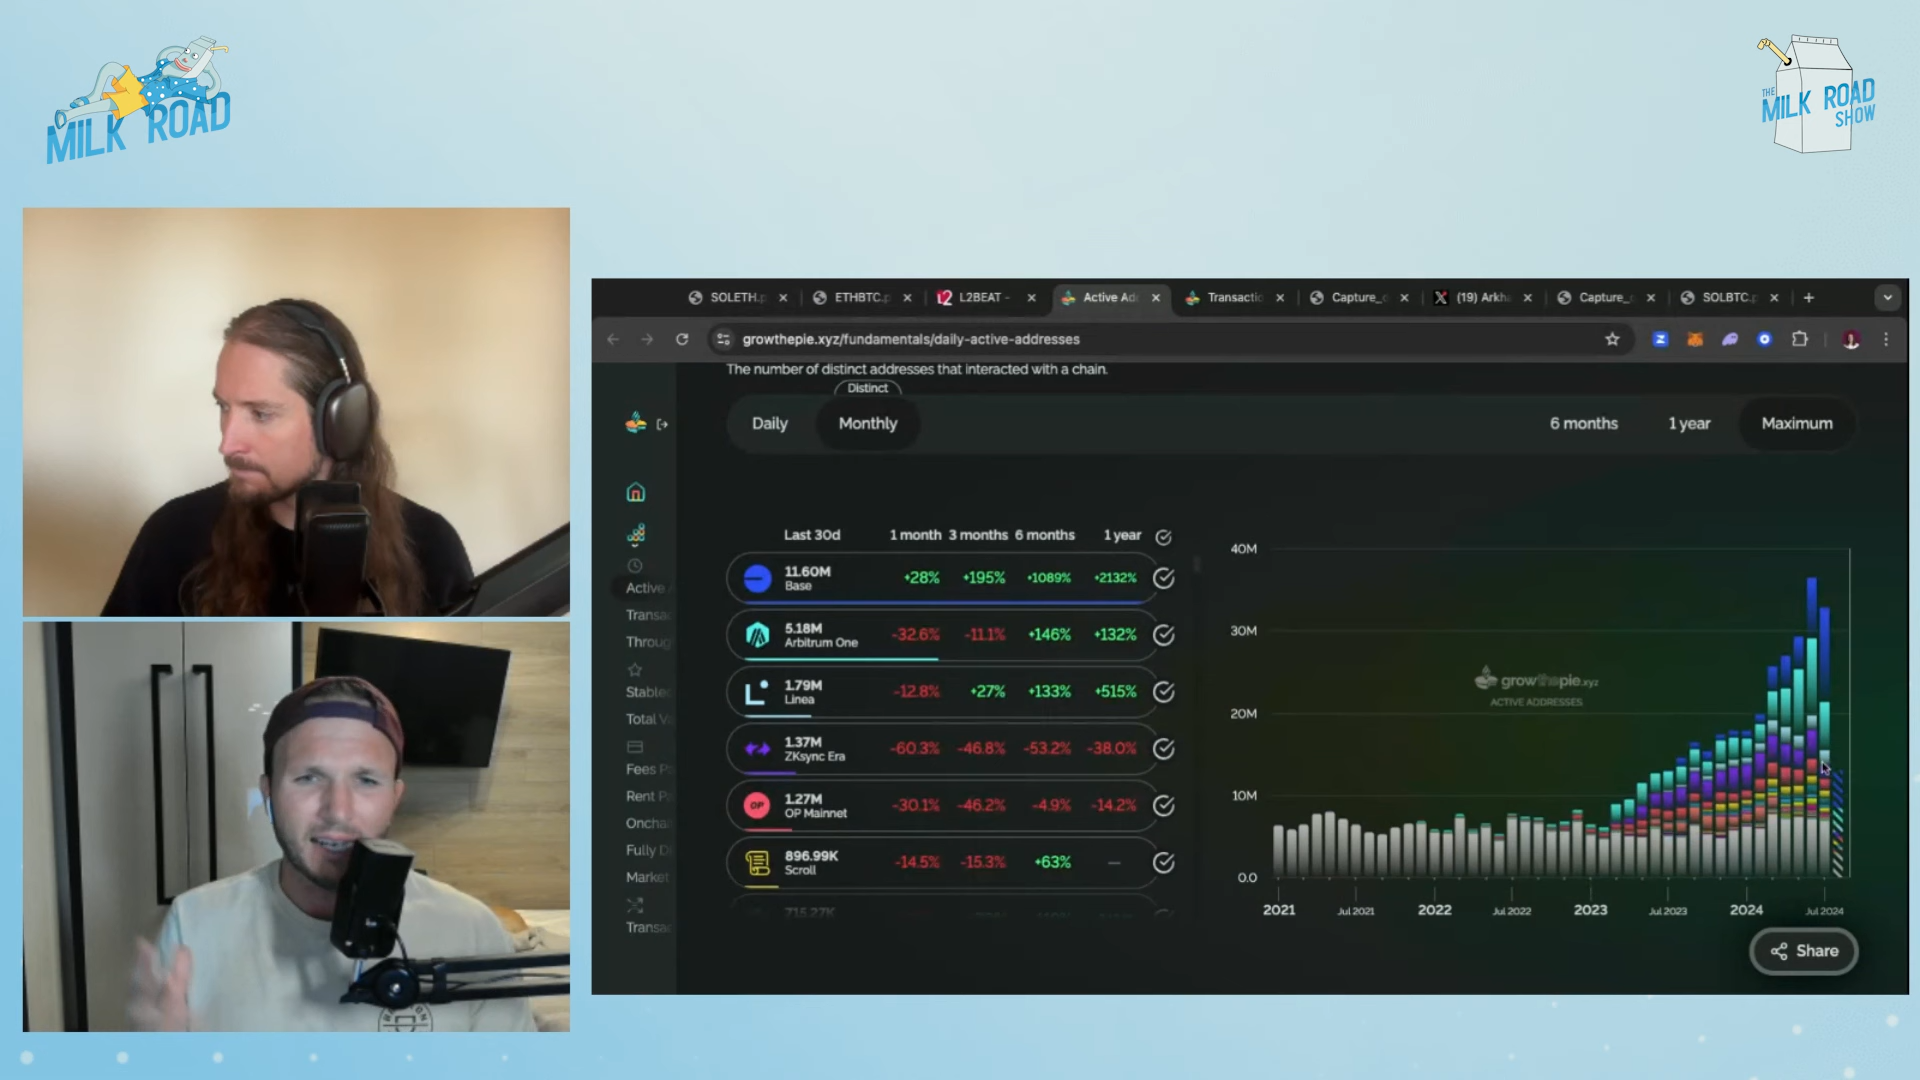 MILK ROAD
THE
MILK ROAD
SHOW
SOLETH.p
ETHBTC.p
L2BEAT -
Active Ad
Transactio
Capture_
(19) Arkh
Capture_
SOLBTC.p
growthepie.xyz/fundamentals/daily-active-addresses
The number of distinct addresses that interacted with a chain.
Distinct
Daily
Monthly
6 months
1 year
Maximum
Active
Transac
Throug
Stable
Total V
Fees P
Rent P
Oncha
Fully D
Market
Transac
Last 30d 1 month 3 months 6 months 1 year
11.60M +28% +195% +1089% +2132%
Base
5.18M -32.6% -11.1% +146% +132%
Arbitrum One
1.79M -12.8% +27% +133% +515%
Linea
1.37M -60.3% -46.8% -53.2% -38.0%
ZKsync Era
OP 1.27M -30.1% -46.2% -4.9% -14.2%
OP Mainnet
896.99K -14.5% -15.3% +63% —
Scroll
715.27K
40M
30M
20M
10M
0.0
growthepie.xyz
ACTIVE ADDRESSES
2021 Jul 2021 2022 Jul 2022 2023 Jul 2023 2024 Jul 2024
Share